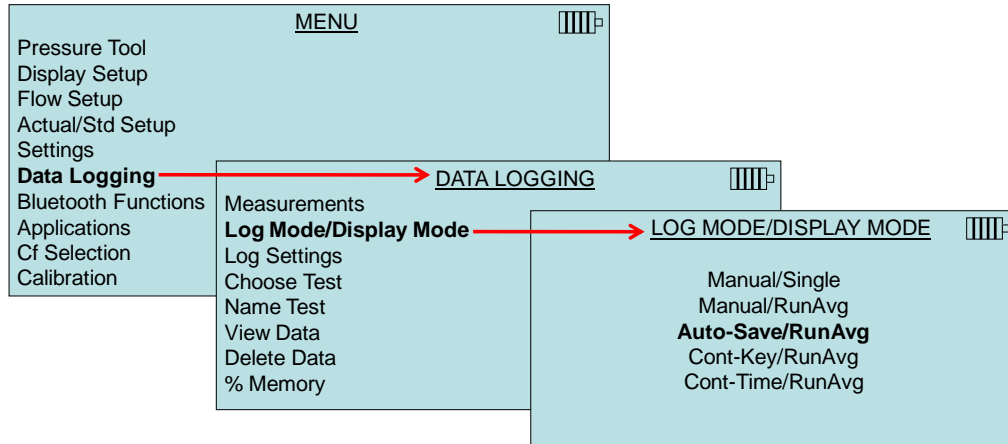 MENU
Pressure Tool
Display Setup
Flow Setup
Actual/Std Setup
Settings
Data Logging
Bluetooth Functions
Applications
Cf Selection
Calibration
DATA LOGGING
Measurements
Log Mode/Display Mode
Log Settings
Choose Test
Name Test
View Data
Delete Data
% Memory
LOG MODE/DISPLAY MODE
Manual/Single
Manual/RunAvg
Auto-Save/RunAvg
Cont-Key/RunAvg
Cont-Time/RunAvg